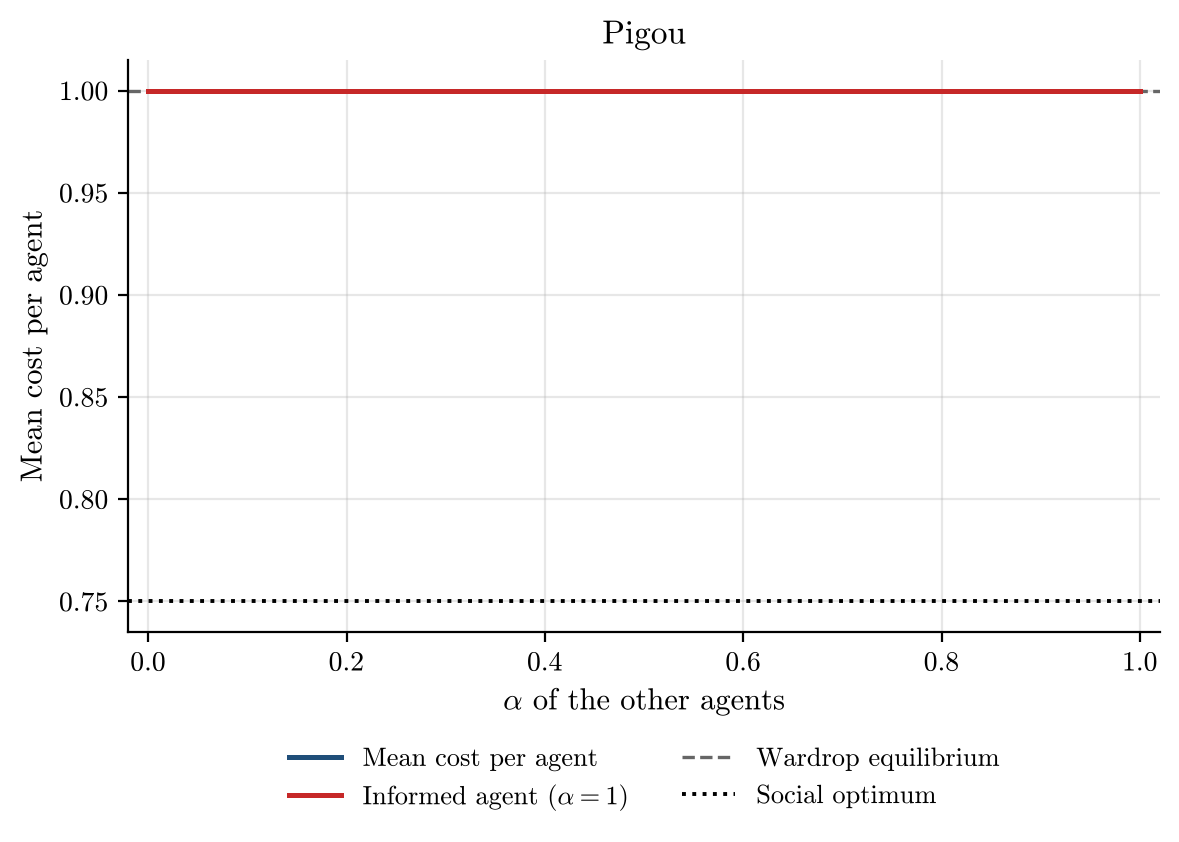 Pigou
Mean cost per agent
1.00
0.95
0.90
0.85
0.80
0.75
0.0 0.2 0.4 0.6 0.8 1.0
α of the other agents
Mean cost per agent
Informed agent (α = 1)
Wardrop equilibrium
Social optimum